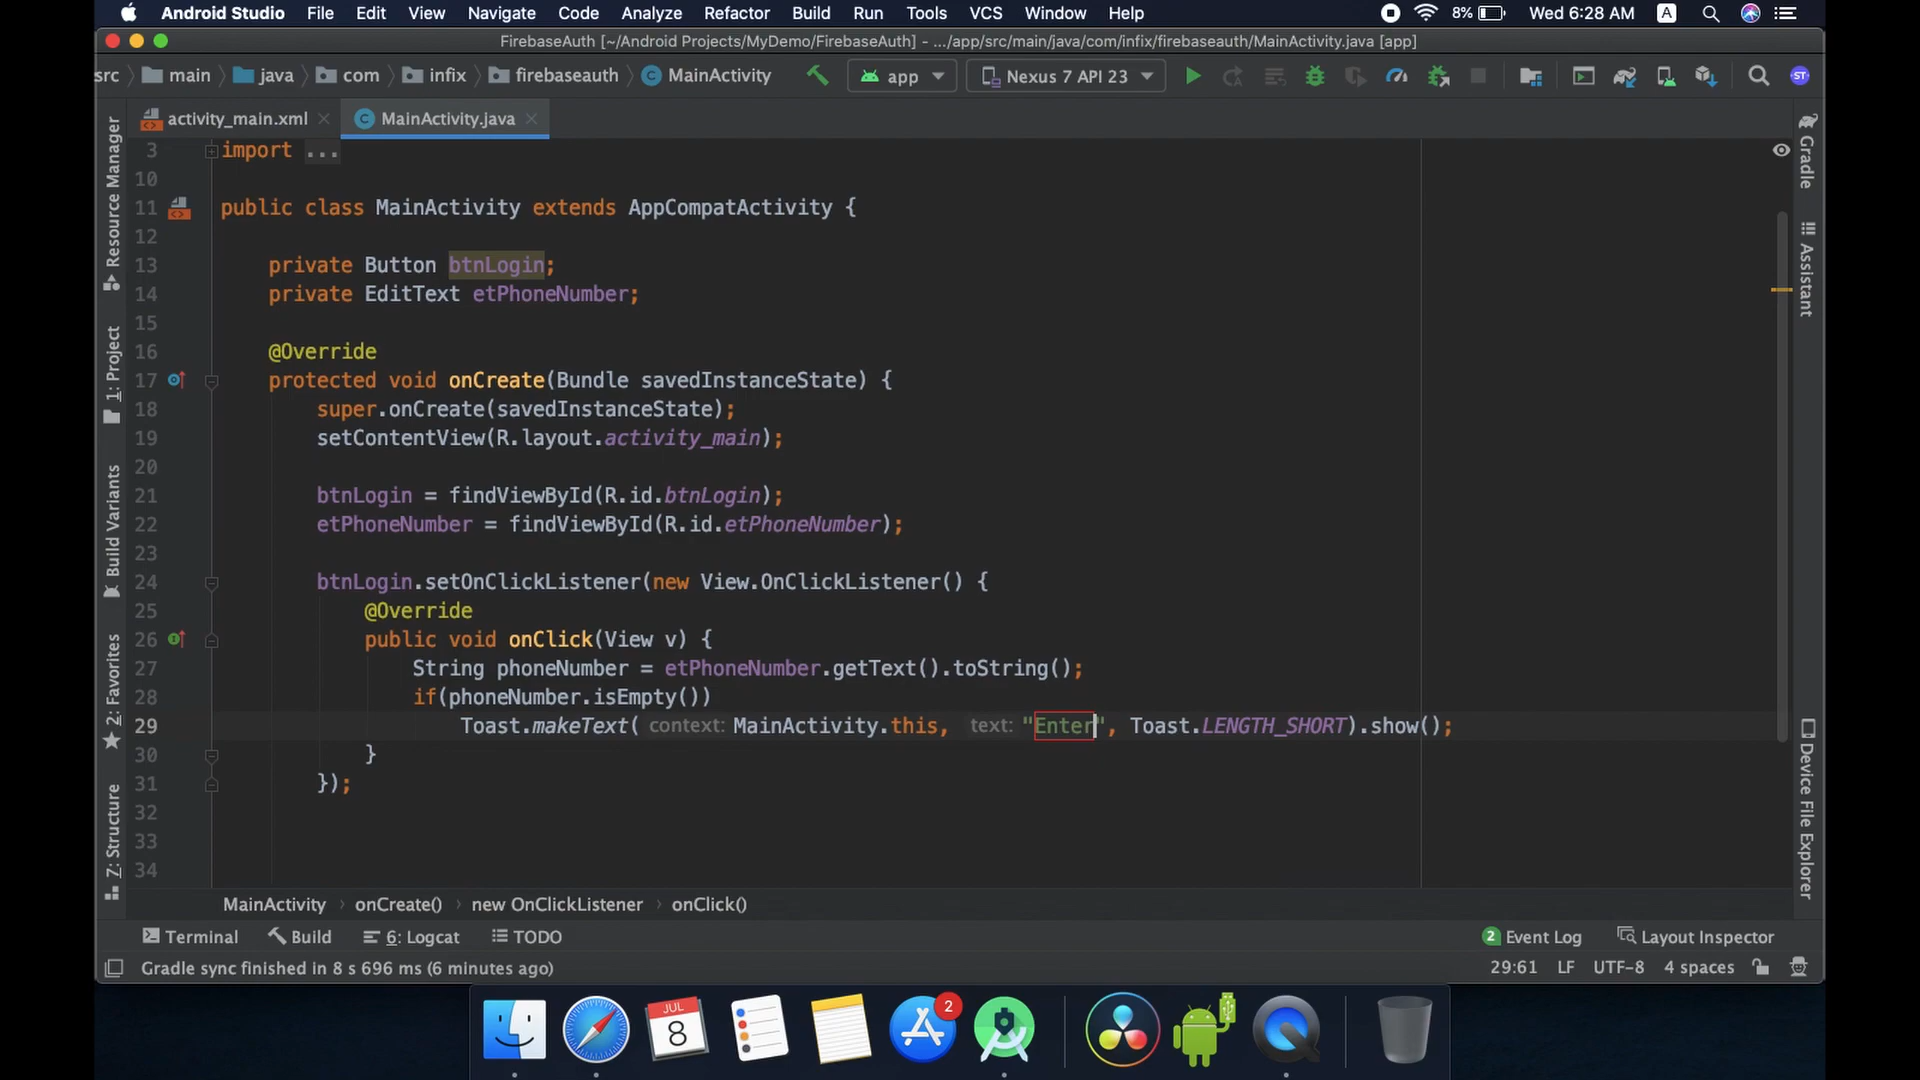 Android Studio File Edit View Navigate Code Analyze Refactor Build Run Tools VCS Window Help 8% Wed 6:28 AM A
FirebaseAuth [~/Android Projects/MyDemo/FirebaseAuth] - .../app/src/main/java/com/infix/firebaseauth/MainActivity.java [app]
src main java com infix firebaseauth MainActivity app Nexus 7 API 23 ST
activity_main.xml MainActivity.java
3 import ...
10
11 public class MainActivity extends AppCompatActivity {
12
13 private Button btnLogin;
14 private EditText etPhoneNumber;
15
16 @Override
17 protected void onCreate(Bundle savedInstanceState) {
18 super.onCreate(savedInstanceState);
19 setContentView(R.layout.activity_main);
20
21 btnLogin = findViewById(R.id.btnLogin);
22 etPhoneNumber = findViewById(R.id.etPhoneNumber);
23
24 btnLogin.setOnClickListener(new View.OnClickListener() {
25 @Override
26 public void onClick(View v) {
27 String phoneNumber = etPhoneNumber.getText().toString();
28 if(phoneNumber.isEmpty())
29 Toast.makeText( context: MainActivity.this, text: "Enter", Toast.LENGTH_SHORT).show();
30 }
31 });
32
33
34
Resource Manager
1: Project
Build Variants
2: Favorites
7: Structure
Gradle
Assistant
Device File Explorer
MainActivity onCreate() new OnClickListener onClick()
Terminal Build 6: Logcat TODO 2 Event Log Layout Inspector
Gradle sync finished in 8 s 696 ms (6 minutes ago) 29:61 LF UTF-8 4 spaces
JUL
8
2